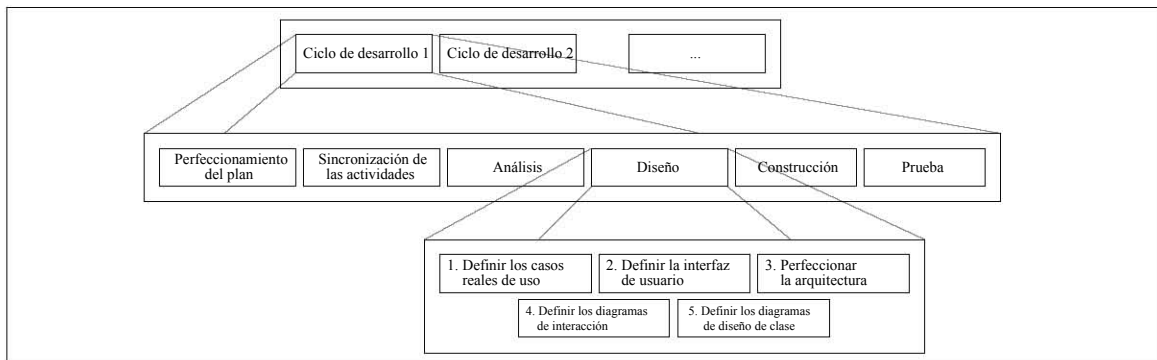 Ciclo de desarrollo 1
Ciclo de desarrollo 2
...
Perfeccionamiento
del plan
Sincronización de
las actividades
Análisis
Diseño
Construcción
Prueba
1. Definir los casos
reales de uso
2. Definir la interfaz
de usuario
3. Perfeccionar
la arquitectura
4. Definir los diagramas
de interacción
5. Definir los diagramas
de diseño de clase